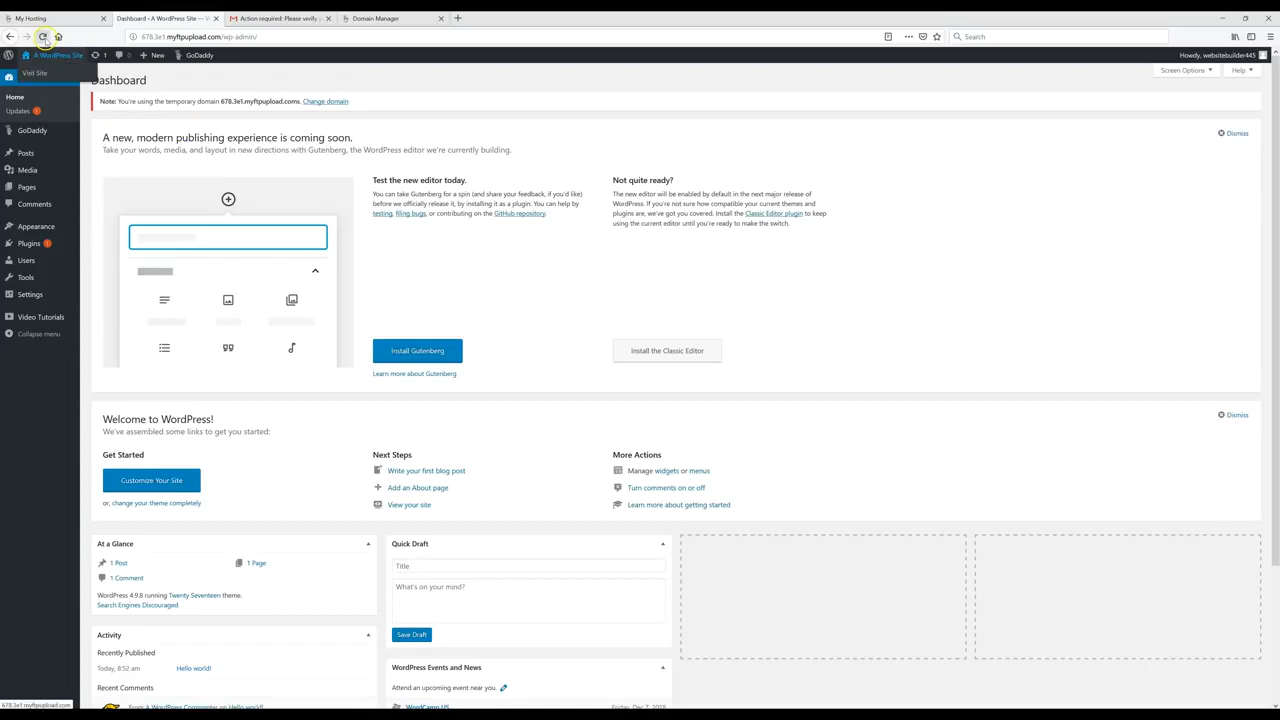 My Hosting
Dashboard ‹ A WordPress Site — 
Action required: Please verify 
Domain Manager
678.3e1.myftpupload.com/wp-admin/
Search
A WordPress Site
1
0
New
GoDaddy
Howdy, websitebuilder445
Visit Site
Dashboard
Screen Options
Help
Home
Updates 1
GoDaddy
Posts
Media
Pages
Comments
Appearance
Plugins 1
Users
Tools
Settings
Video Tutorials
Collapse menu
Note: You're using the temporary domain 678.3e1.myftpupload.coms. Change domain
A new, modern publishing experience is coming soon.
Dismiss
Take your words, media, and layout in new directions with Gutenberg, the WordPress editor we're currently building.
Test the new editor today.
You can take Gutenberg for a spin (and share your feedback, if you'd like)
before we officially release it, by installing it as a plugin. You can help by
testing, filing bugs, or contributing on the GitHub repository.
Install Gutenberg
Learn more about Gutenberg
Not quite ready?
The new editor will be enabled by default in the next major release of
WordPress. If you're not sure how compatible your current themes and
plugins are, we've got you covered. Install the Classic Editor plugin to keep
using the current editor until you're ready to make the switch.
Install the Classic Editor
Welcome to WordPress!
Dismiss
We've assembled some links to get you started:
Get Started
Customize Your Site
or, change your theme completely
Next Steps
Write your first blog post
Add an About page
View your site
More Actions
Manage widgets or menus
Turn comments on or off
Learn more about getting started
At a Glance
1 Post
1 Page
1 Comment
WordPress 4.9.8 running Twenty Seventeen theme.
Search Engines Discouraged
Activity
Recently Published
Today, 8:52 am
Hello world!
Recent Comments
From A WordPress Commenter on Hello world!
Quick Draft
Title
What's on your mind?
Save Draft
WordPress Events and News
Attend an upcoming event near you.
WordCamp US
Friday, Dec 7, 2018
678.3e1.myftpupload.com